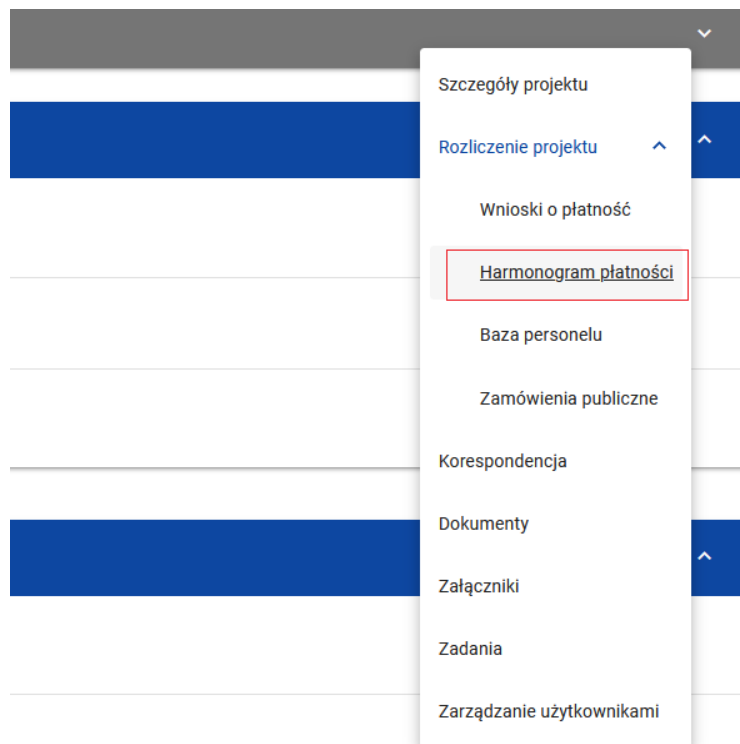 Szczegóły projektu
Rozliczenie projektu
Wnioski o płatność
Harmonogram płatności
Baza personelu
Zamówienia publiczne
Korespondencja
Dokumenty
Załączniki
Zadania
Zarządzanie użytkownikami